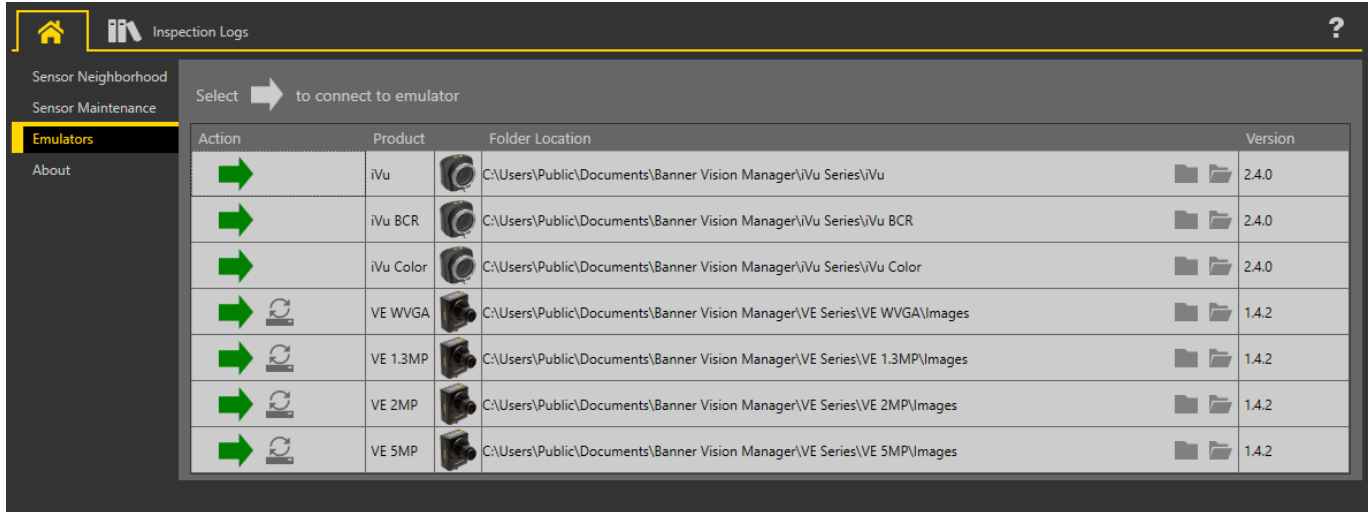 Inspection Logs ?
Sensor Neighborhood
Sensor Maintenance
Emulators
About
Select to connect to emulator
Action Product Folder Location Version
iVu C:\Users\Public\Documents\Banner Vision Manager\iVu Series\iVu 2.4.0
iVu BCR C:\Users\Public\Documents\Banner Vision Manager\iVu Series\iVu BCR 2.4.0
iVu Color C:\Users\Public\Documents\Banner Vision Manager\iVu Series\iVu Color 2.4.0
VE WVGA C:\Users\Public\Documents\Banner Vision Manager\VE Series\VE WVGA\Images 1.4.2
VE 1.3MP C:\Users\Public\Documents\Banner Vision Manager\VE Series\VE 1.3MP\Images 1.4.2
VE 2MP C:\Users\Public\Documents\Banner Vision Manager\VE Series\VE 2MP\Images 1.4.2
VE 5MP C:\Users\Public\Documents\Banner Vision Manager\VE Series\VE 5MP\Images 1.4.2